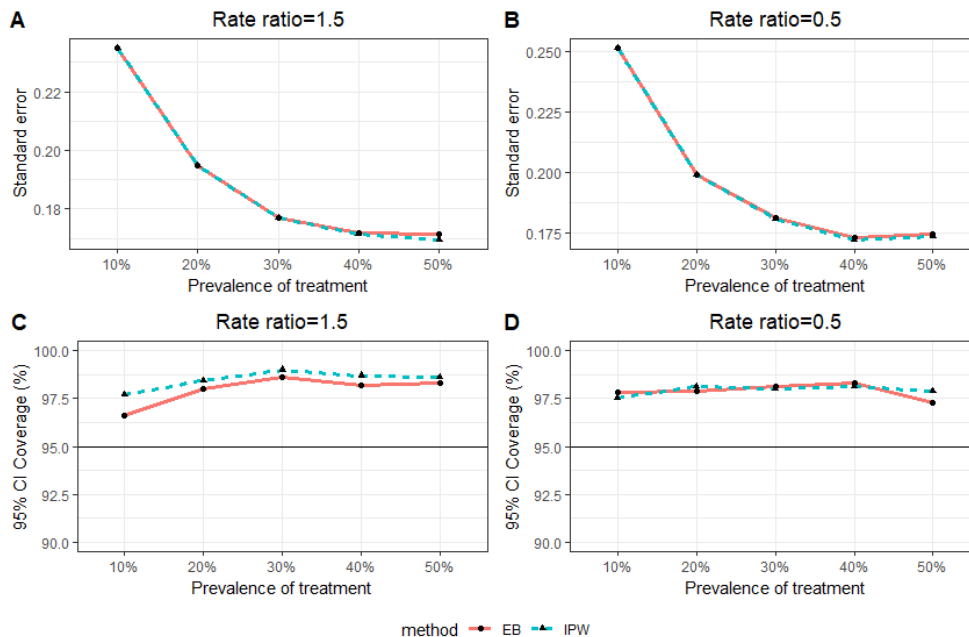 A
Rate ratio=1.5
Standard error
0.22
0.20
0.18
10% 20% 30% 40% 50%
Prevalence of treatment
B
Rate ratio=0.5
Standard error
0.250
0.225
0.200
0.175
10% 20% 30% 40% 50%
Prevalence of treatment
C
Rate ratio=1.5
95% CI Coverage (%)
100.0
97.5
95.0
92.5
90.0
10% 20% 30% 40% 50%
Prevalence of treatment
D
Rate ratio=0.5
95% CI Coverage (%)
100.0
97.5
95.0
92.5
90.0
10% 20% 30% 40% 50%
Prevalence of treatment
method EB IPW